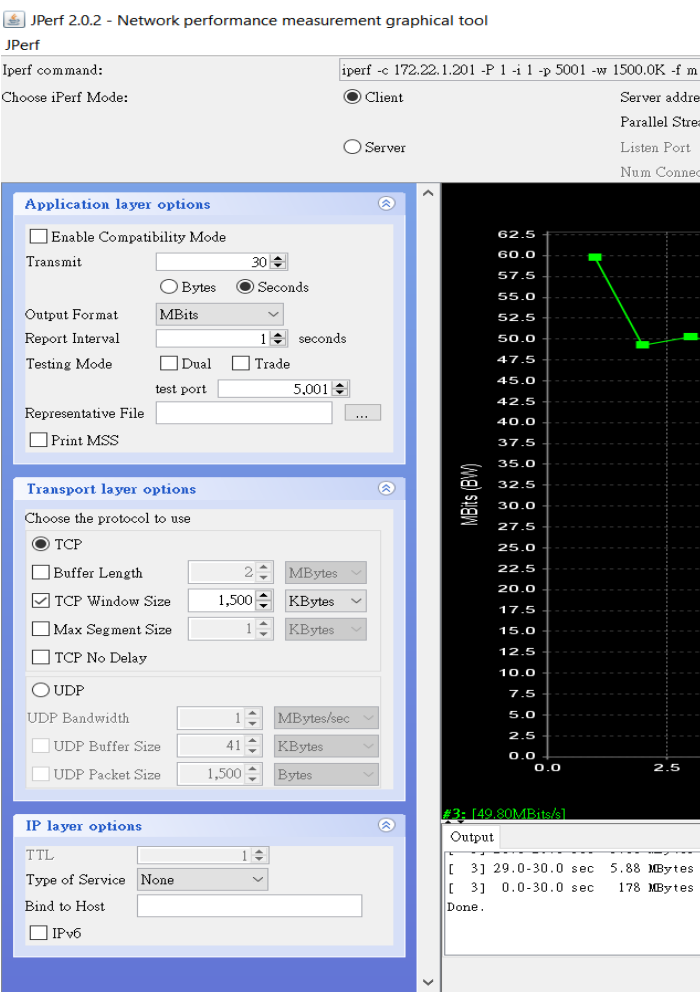 JPerf 2.0.2 - Network performance measurement graphical tool
JPerf
Iperf command:
iperf -c 172.22.1.201 -P 1 -i 1 -p 5001 -w 1500.0K -f m
Choose iPerf Mode:
Client
Server addre
Parallel Strea
Server
Listen Port
Num Connec
Application layer options
Enable Compatibility Mode
Transmit
30
Bytes
Seconds
Output Format
MBits
Report Interval
1
seconds
Testing Mode
Dual
Trade
test port
5,001
Representative File
...
Print MSS
Transport layer options
Choose the protocol to use
TCP
Buffer Length
2
MBytes
TCP Window Size
1,500
KBytes
Max Segment Size
1
KBytes
TCP No Delay
UDP
UDP Bandwidth
1
MBytes/sec
UDP Buffer Size
41
KBytes
UDP Packet Size
1,500
Bytes
IP layer options
TTL
1
Type of Service
None
Bind to Host
IPv6
62.5
60.0
57.5
55.0
52.5
50.0
47.5
45.0
42.5
40.0
37.5
35.0
32.5
30.0
27.5
25.0
22.5
20.0
17.5
15.0
12.5
10.0
7.5
5.0
2.5
0.0
MBits (BW)
0.0
2.5
#3: [49.80MBits/s]
Output
[ 3] 29.0-30.0 sec 5.88 MBytes
[ 3] 0.0-30.0 sec 178 MBytes
Done.